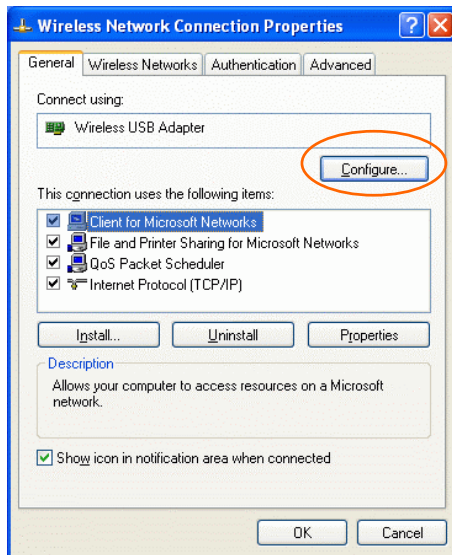 Wireless Network Connection Properties
General
Wireless Networks
Authentication
Advanced
Connect using:
Wireless USB Adapter
Configure...
This connection uses the following items:
Client for Microsoft Networks
File and Printer Sharing for Microsoft Networks
QoS Packet Scheduler
Internet Protocol (TCP/IP)
Install...
Uninstall
Properties
Description
Allows your computer to access resources on a Microsoft
network.
Show icon in notification area when connected
OK
Cancel